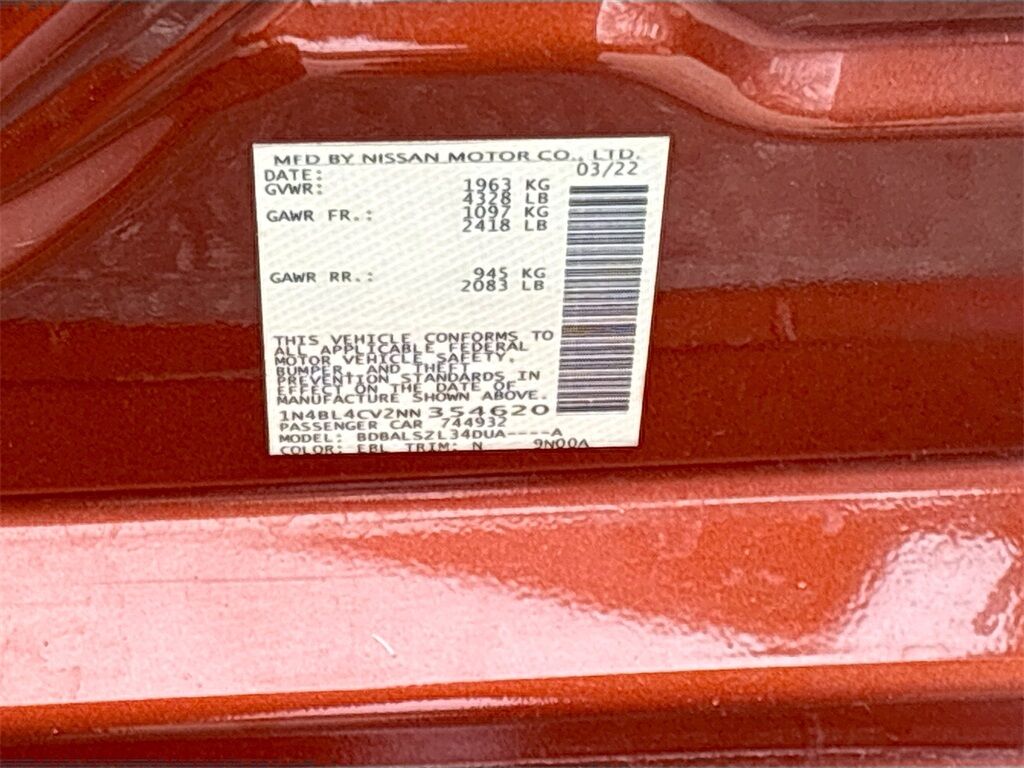 MFD BY NISSAN MOTOR CO., LTD.
DATE: 03/22
GVWR: 1963 KG
4328 LB
GAWR FR.: 1097 KG
2418 LB
GAWR RR.: 945 KG
2083 LB
THIS VEHICLE CONFORMS TO
ALL APPLICABLE FEDERAL
MOTOR VEHICLE SAFETY,
BUMPER, AND THEFT
PREVENTION STANDARDS IN
EFFECT ON THE DATE OF
MANUFACTURE SHOWN ABOVE.
1N4BL4CV2NN354620
PASSENGER CAR 744932
MODEL: BDBALSZL34DUA----A
COLOR: EBL TRIM: N 9N00A